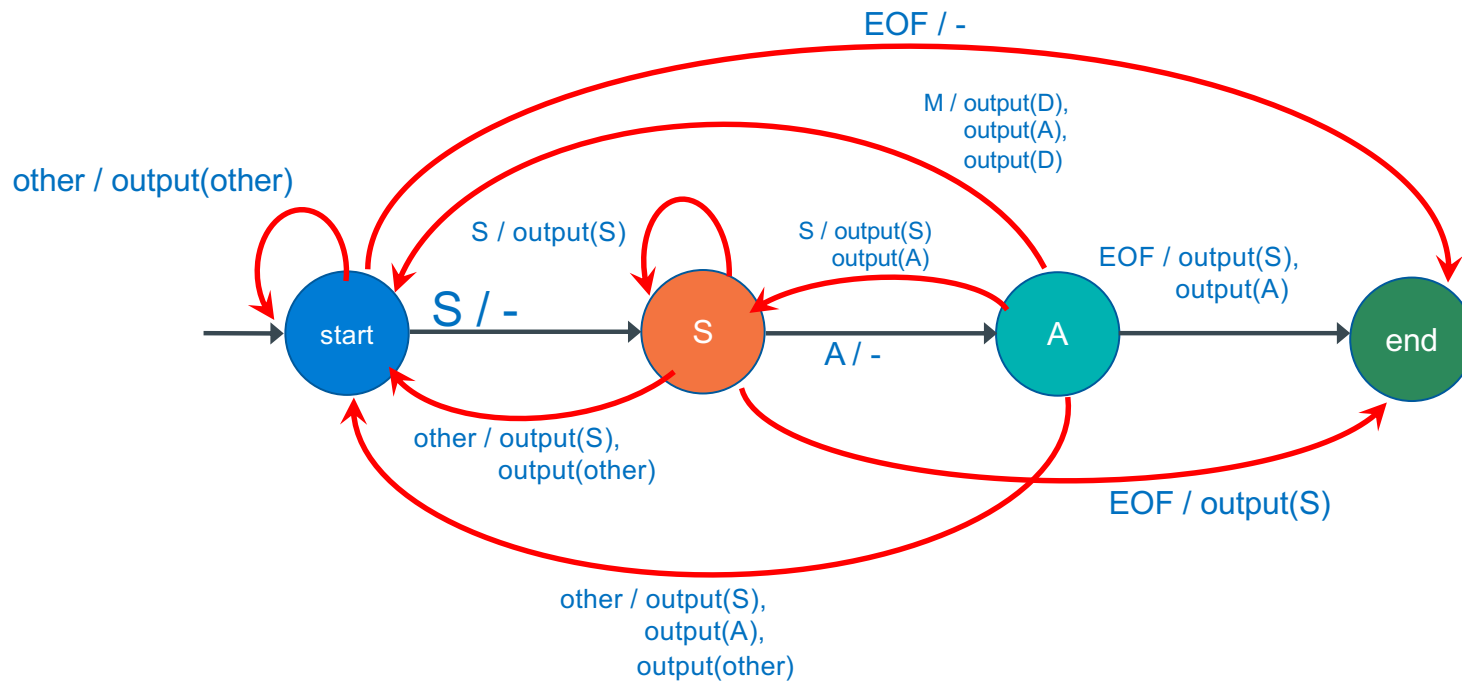 EOF / -
M / output(D),
output(A),
output(D)
other / output(other)
S / output(S)
S / output(S)
output(A)
EOF / output(S),
output(A)
S / -
start
S
A / -
A
end
other / output(S),
output(other)
EOF / output(S)
other / output(S),
output(A),
output(other)